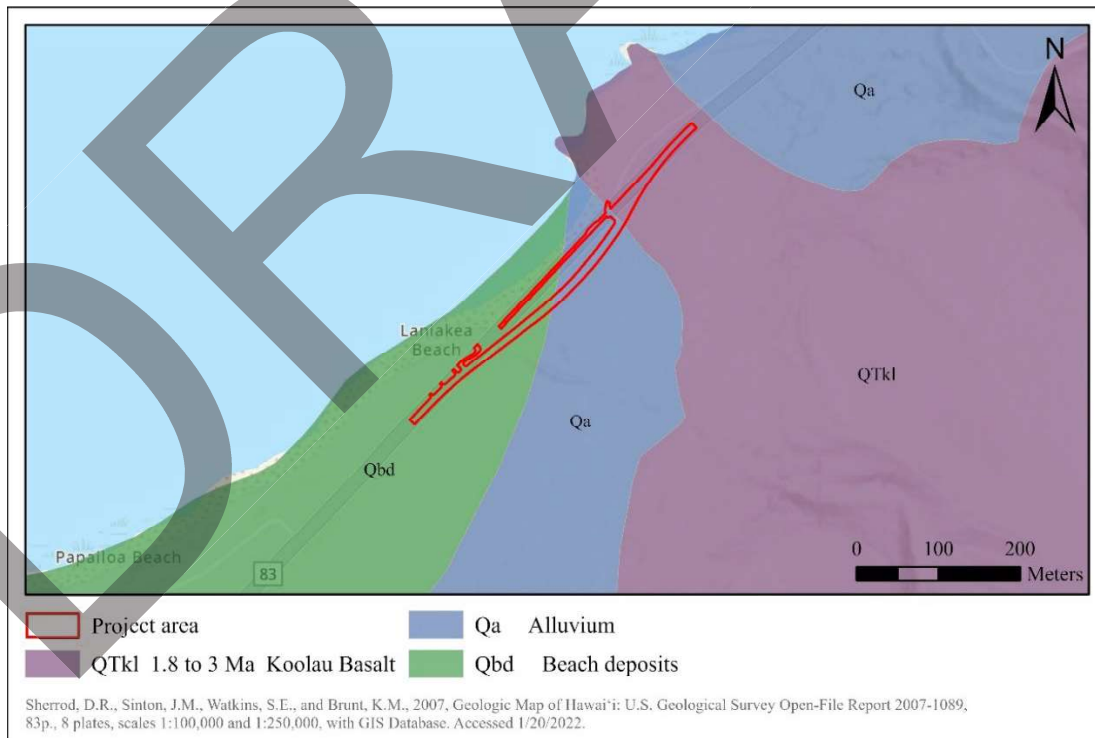 DRA
N
Qa
Laniakea
Beach
QTkl
Qa
Qbd
0 100 200
Meters
Papailoa Beach
83
Project area
Qa Alluvium
QTkl 1.8 to 3 Ma Koolau Basalt
Qbd Beach deposits
Sherrod, D.R., Sinton, J.M., Watkins, S.E., and Brunt, K.M., 2007, Geologic Map of Hawai‘i: U.S. Geological Survey Open-File Report 2007-1089,
83p., 8 plates, scales 1:100,000 and 1:250,000, with GIS Database. Accessed 1/20/2022.